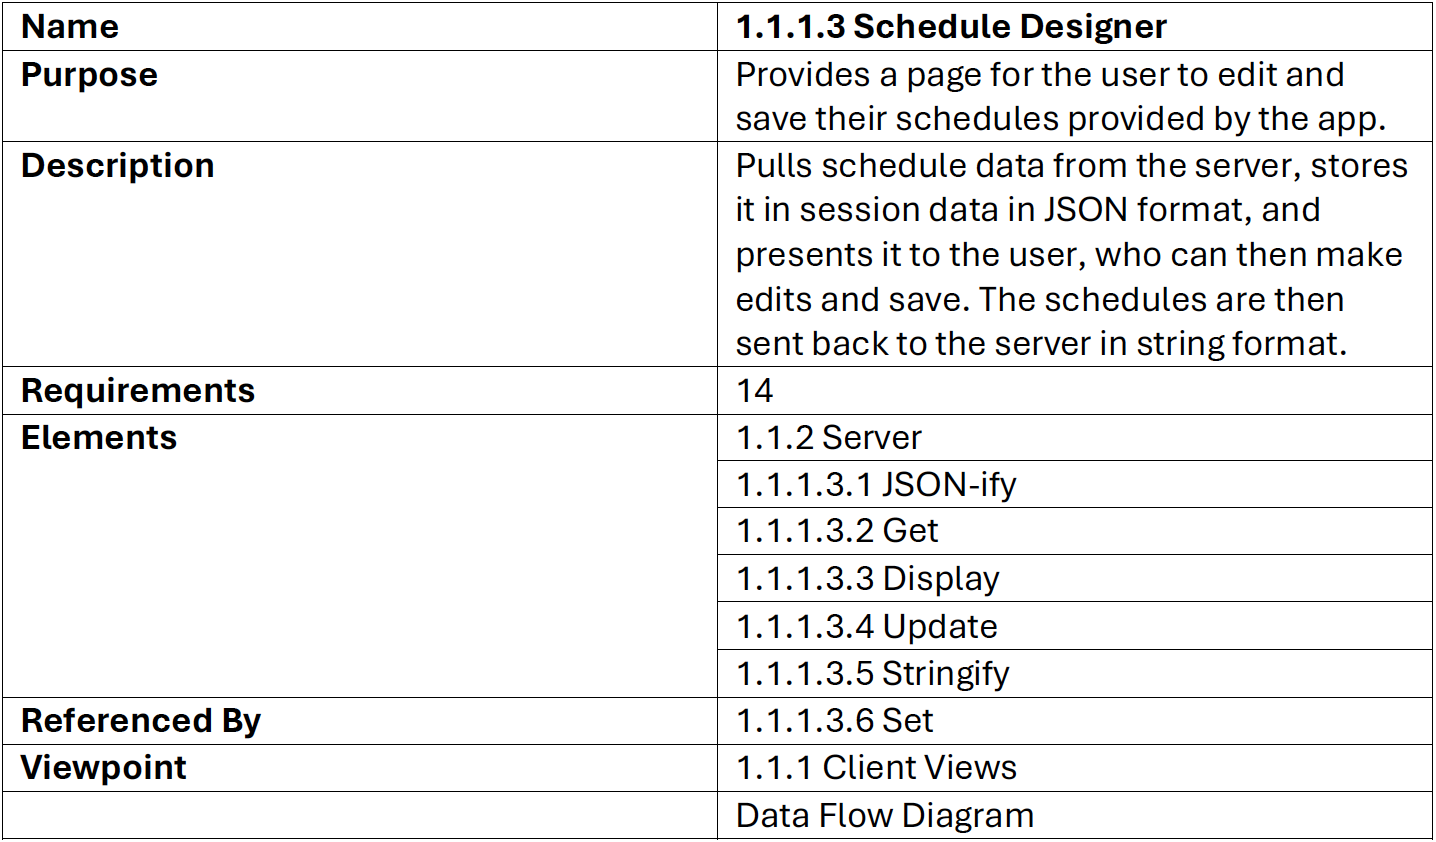 Name
1.1.1.3 Schedule Designer
Purpose
Provides a page for the user to edit and
save their schedules provided by the app.
Description
Pulls schedule data from the server, stores
it in session data in JSON format, and
presents it to the user, who can then make
edits and save. The schedules are then
sent back to the server in string format.
Requirements
14
Elements
1.1.2 Server
1.1.1.3.1 JSON-ify
1.1.1.3.2 Get
1.1.1.3.3 Display
1.1.1.3.4 Update
1.1.1.3.5 Stringify
Referenced By
1.1.1.3.6 Set
Viewpoint
1.1.1 Client Views
Data Flow Diagram